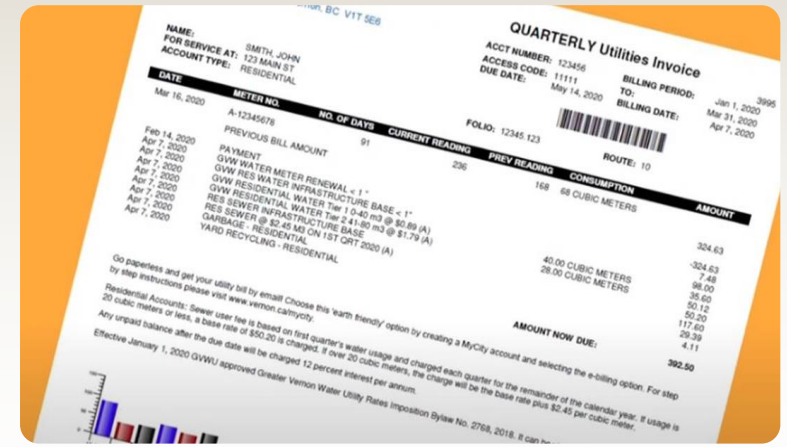 BC V1T 5E6
QUARTERLY Utilities Invoice
3995
NAME: SMITH, JOHN
FOR SERVICE AT: 123 MAIN ST
ACCOUNT TYPE: RESIDENTIAL
ACCT NUMBER: 123456
ACCESS CODE: 11111
DUE DATE: May 14, 2020
BILLING PERIOD: Jan 1, 2020
TO: Mar 31, 2020
BILLING DATE: Apr 7, 2020
FOLIO: 12345.123
ROUTE: 10
DATE METER NO. NO. OF DAYS CURRENT READING PREV READING CONSUMPTION AMOUNT
Mar 16, 2020 A-12345678 91 236 168 68 CUBIC METERS
PREVIOUS BILL AMOUNT 324.63
Feb 14, 2020 PAYMENT -324.63
Apr 7, 2020 GVW WATER METER RENEWAL < 1" 7.48
Apr 7, 2020 GVW RES WATER INFRASTRUCTURE BASE < 1" 98.00
Apr 7, 2020 GVW RESIDENTIAL WATER Tier 1 0-40 m3 @ $0.89 (A) 40.00 CUBIC METERS 35.60
Apr 7, 2020 GVW RESIDENTIAL WATER Tier 2 41-80 m3 @ $1.79 (A) 28.00 CUBIC METERS 50.12
Apr 7, 2020 RES SEWER INFRASTRUCTURE BASE 50.20
Apr 7, 2020 RES SEWER @ $2.45 M3 ON 1ST QRT 2020 (A) 117.60
Apr 7, 2020 GARBAGE - RESIDENTIAL 29.39
Apr 7, 2020 YARD RECYCLING - RESIDENTIAL 4.11
AMOUNT NOW DUE: 392.50
Go paperless and get your utility bill by email! Choose this 'earth friendly' option by creating a MyCity account and selecting the e-billing option. For step
by step instructions please visit www.vernon.ca/mycity.
Residential Accounts: Sewer user fee is based on first quarter's water usage and charged each quarter for the remainder of the calendar year. If usage is
20 cubic meters or less, a base rate of $50.20 is charged. If over 20 cubic meters, the charge will be the base rate plus $2.45 per cubic meter.
Any unpaid balance after the due date will be charged 12 percent interest per annum.
Effective January 1, 2020 GVWU approved Greater Vernon Water Utility Rates Imposition Bylaw No. 2768, 2018. It can be